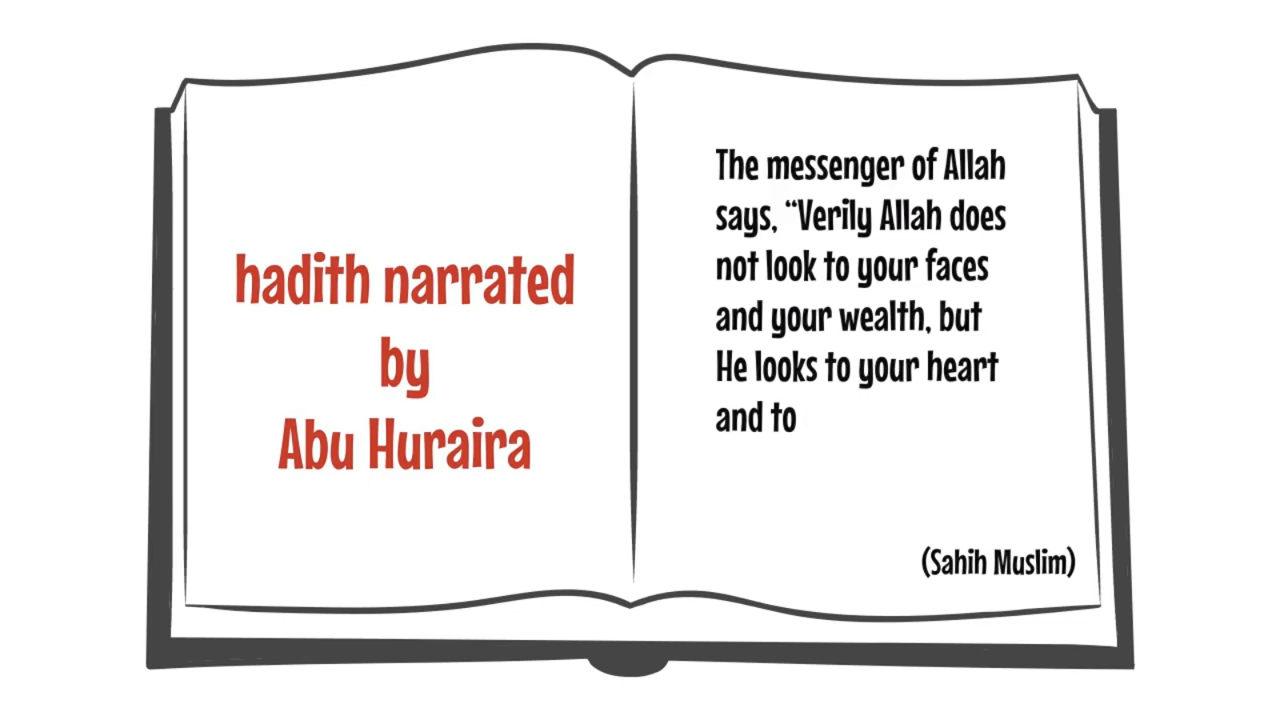 hadith narrated
by
Abu Huraira
The messenger of Allah
says, “Verily Allah does
not look to your faces
and your wealth, but
He looks to your heart
and to
(Sahih Muslim)